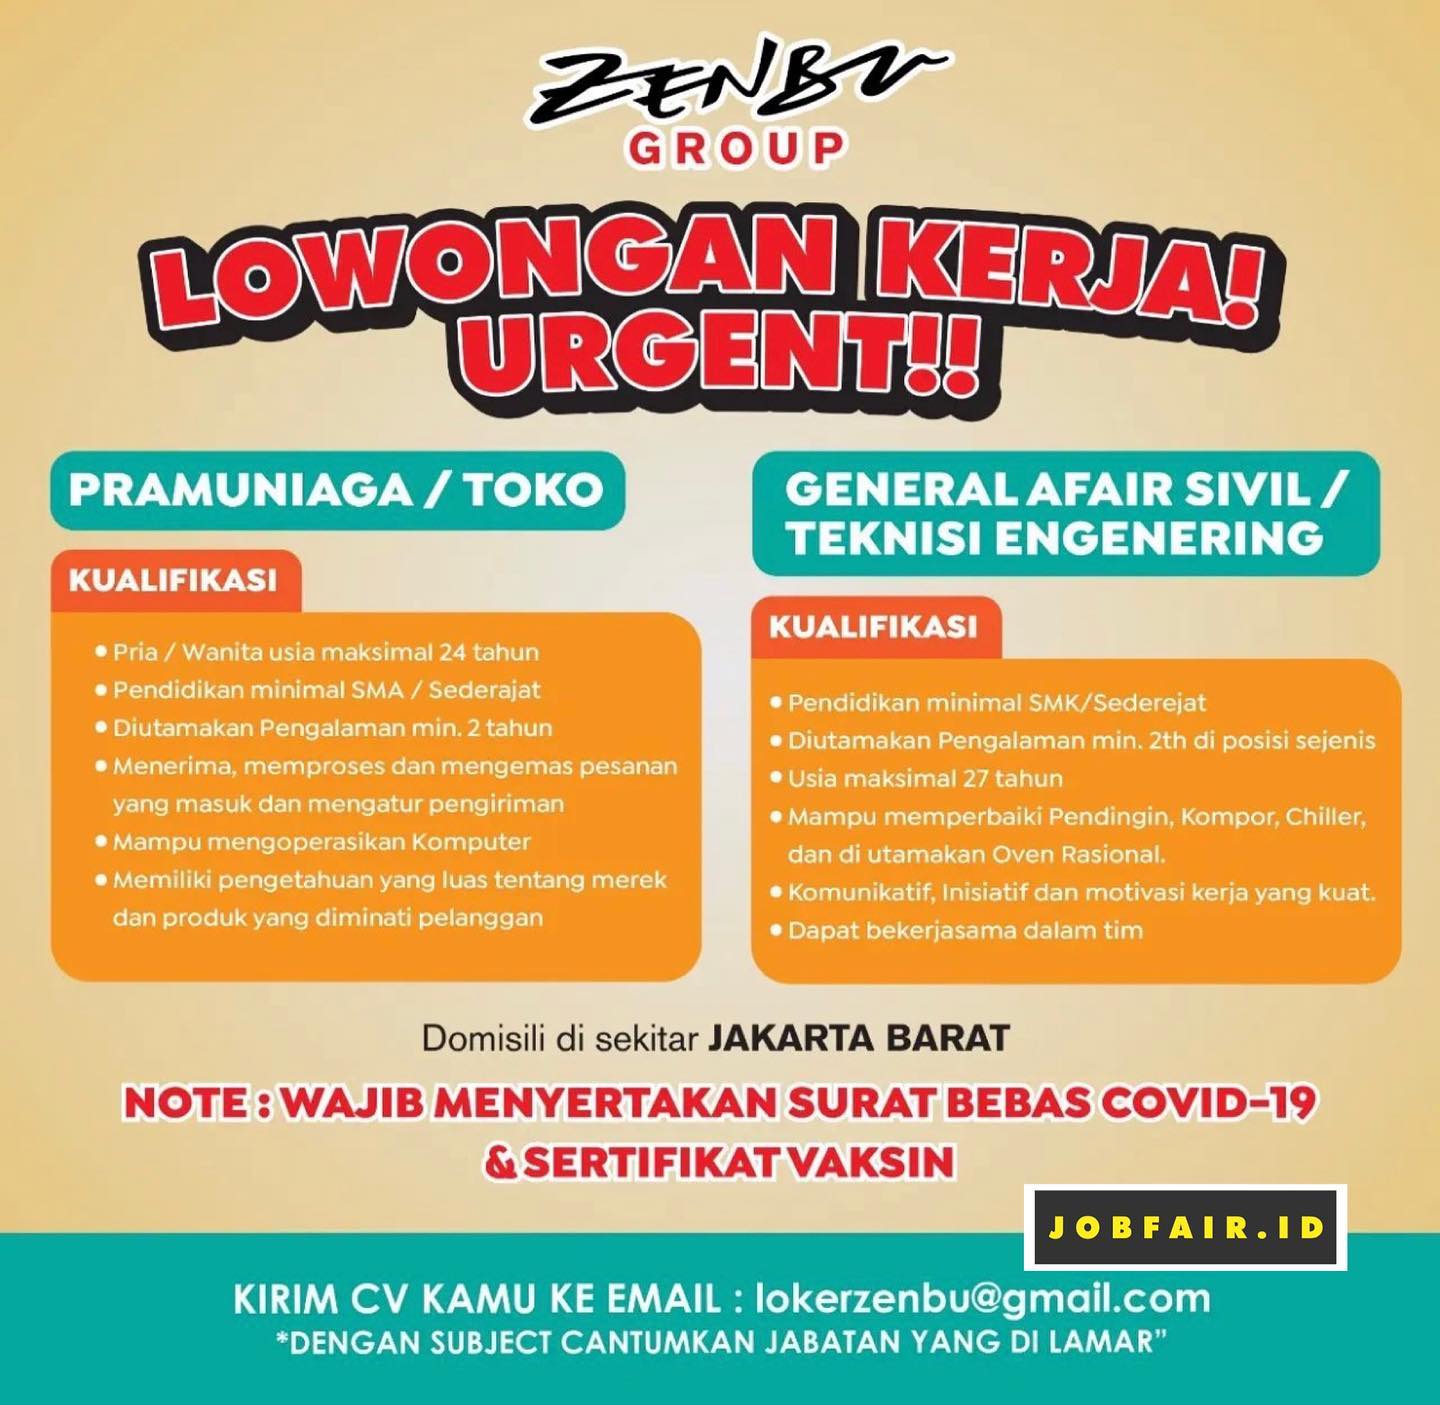 ZENBU
GROUP
LOWONGAN KERJA!
URGENT!!
PRAMUNIAGA / TOKO
KUALIFIKASI
• Pria / Wanita usia maksimal 24 tahun
• Pendidikan minimal SMA / Sederajat
• Diutamakan Pengalaman min. 2 tahun
• Menerima, memproses dan mengemas pesanan
yang masuk dan mengatur pengiriman
• Mampu mengoperasikan Komputer
• Memiliki pengetahuan yang luas tentang merek
dan produk yang diminati pelanggan
GENERAL AFAIR SIVIL /
TEKNISI ENGENERING
KUALIFIKASI
• Pendidikan minimal SMK/Sederejat
• Diutamakan Pengalaman min. 2th di posisi sejenis
• Usia maksimal 27 tahun
• Mampu memperbaiki Pendingin, Kompor, Chiller,
dan di utamakan Oven Rasional.
• Komunikatif, Inisiatif dan motivasi kerja yang kuat.
• Dapat bekerjasama dalam tim
Domisili di sekitar JAKARTA BARAT
NOTE : WAJIB MENYERTAKAN SURAT BEBAS COVID-19
& SERTIFIKAT VAKSIN
JOBFAIR.ID
KIRIM CV KAMU KE EMAIL : lokerzenbu@gmail.com
*DENGAN SUBJECT CANTUMKAN JABATAN YANG DI LAMAR”